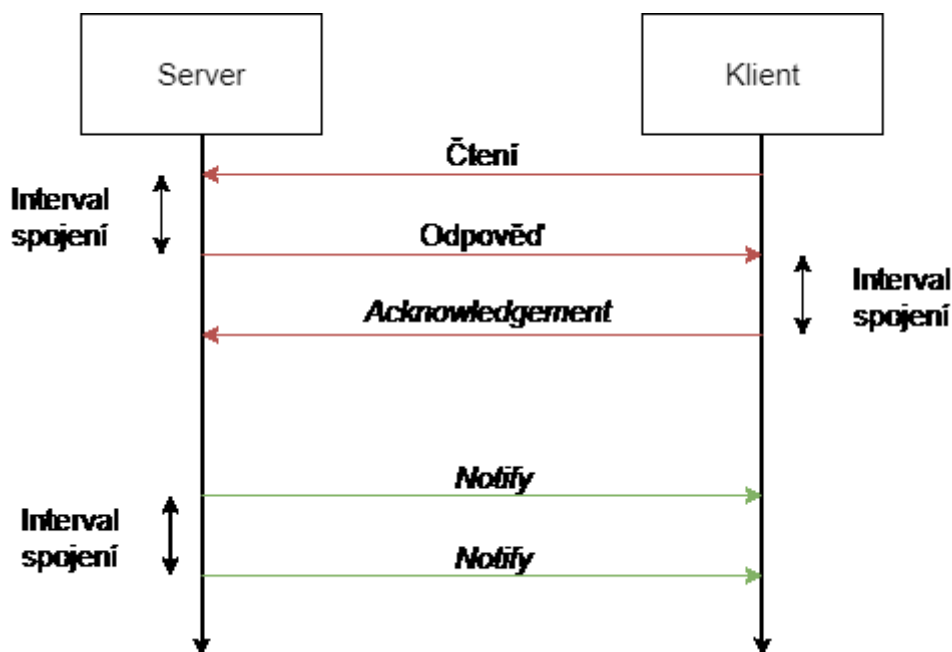 Server
Klient
Čtení
Interval
spojení
Odpověď
Interval
spojení
Acknowledgement
Notify
Interval
spojení
Notify